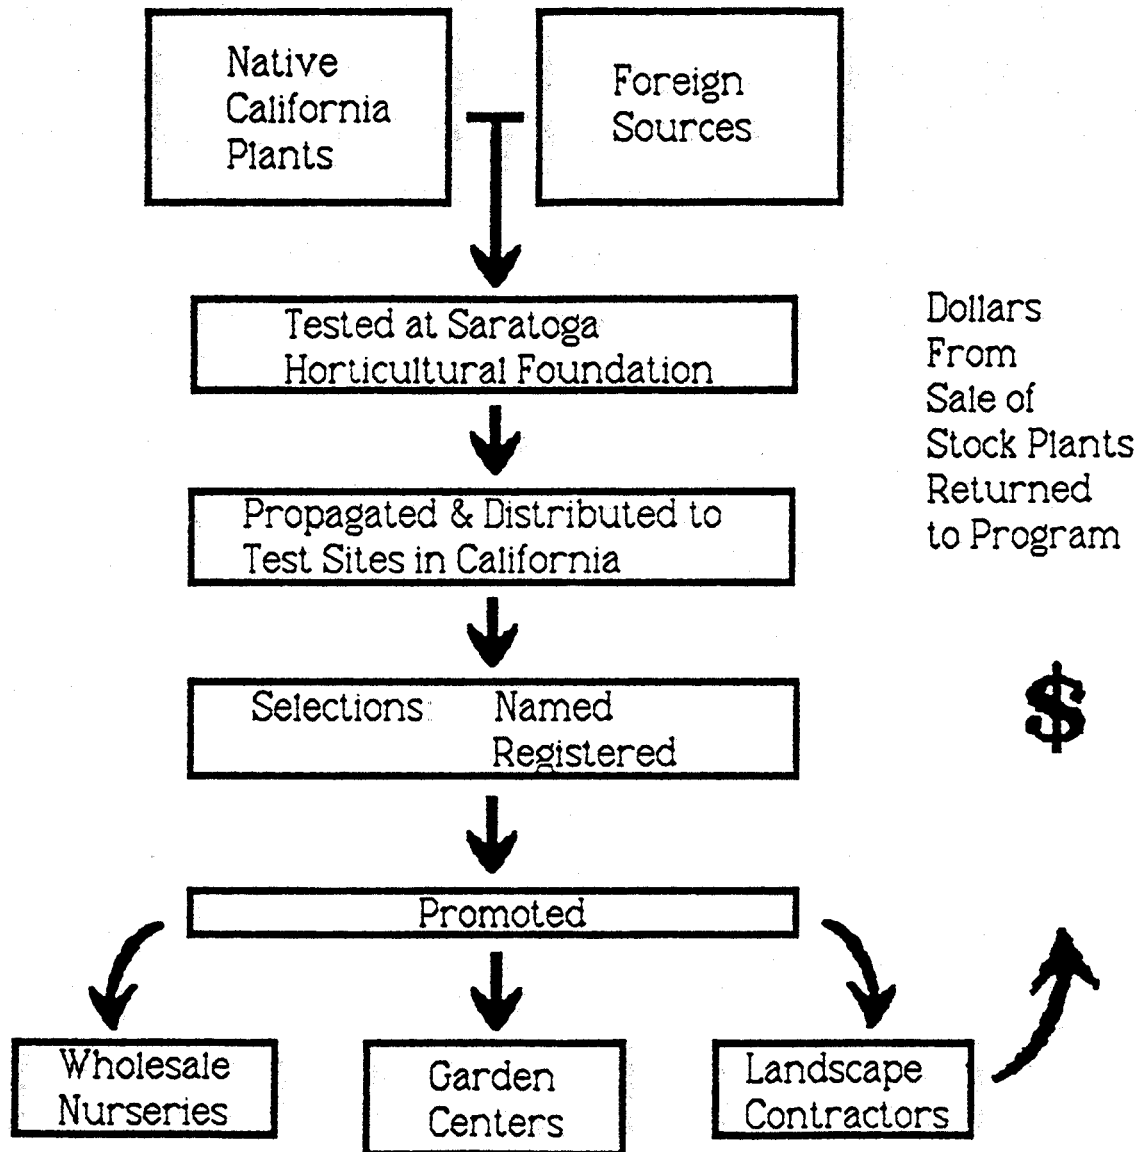 Native
California
Plants
Foreign
Sources
Tested at Saratoga
Horticultural Foundation
Dollars
From
Sale of
Stock Plants
Returned
to Program
Propagated & Distributed to
Test Sites in California
Selections: Named
Registered
$
Promoted
Wholesale
Nurseries
Garden
Centers
Landscape
Contractors